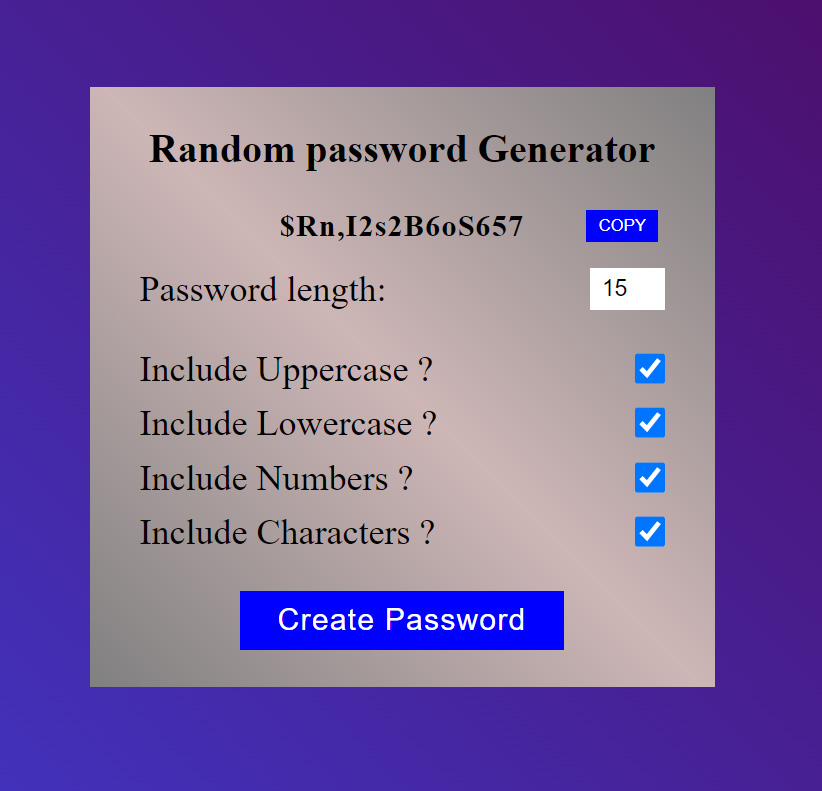 Random password Generator
$Rn,I2s2B6oS657 COPY
Password length: 15
Include Uppercase ?
Include Lowercase ?
Include Numbers ?
Include Characters ?
Create Password